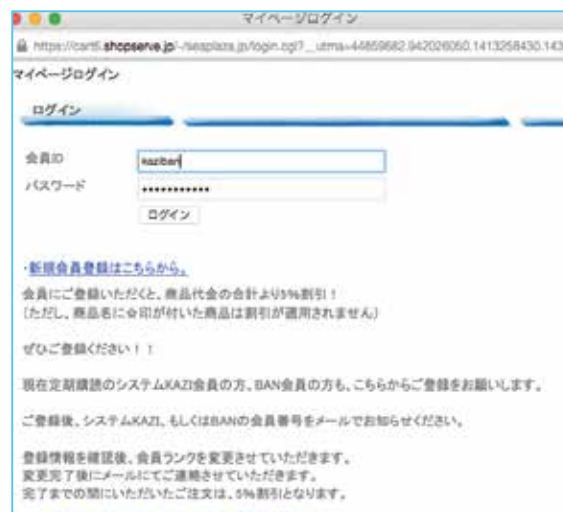 マイページログイン
https://cart6.shopserve.jp/-/seaplaza.jp/login.cgi?__utma=44859682.942026050.1413258430.143
マイページログイン
ログイン
会員ID kaziban
パスワード •••••••••••
ログイン
・新規会員登録はこちらから。
会員にご登録いただくと、商品代金の合計より5%割引！
（ただし、商品名に☆印が付いた商品は割引が適用されません）
ぜひご登録ください！！
現在定期購読のシステムKAZI会員の方、BAN会員の方も、こちらからご登録をお願いします。
ご登録後、システムKAZI、もしくはBANの会員番号をメールでお知らせください。
登録情報を確認後、会員ランクを変更させていただきます。
変更完了後にメールにてご連絡させていただきます。
完了までの間にいただいたご注文は、5%割引となります。